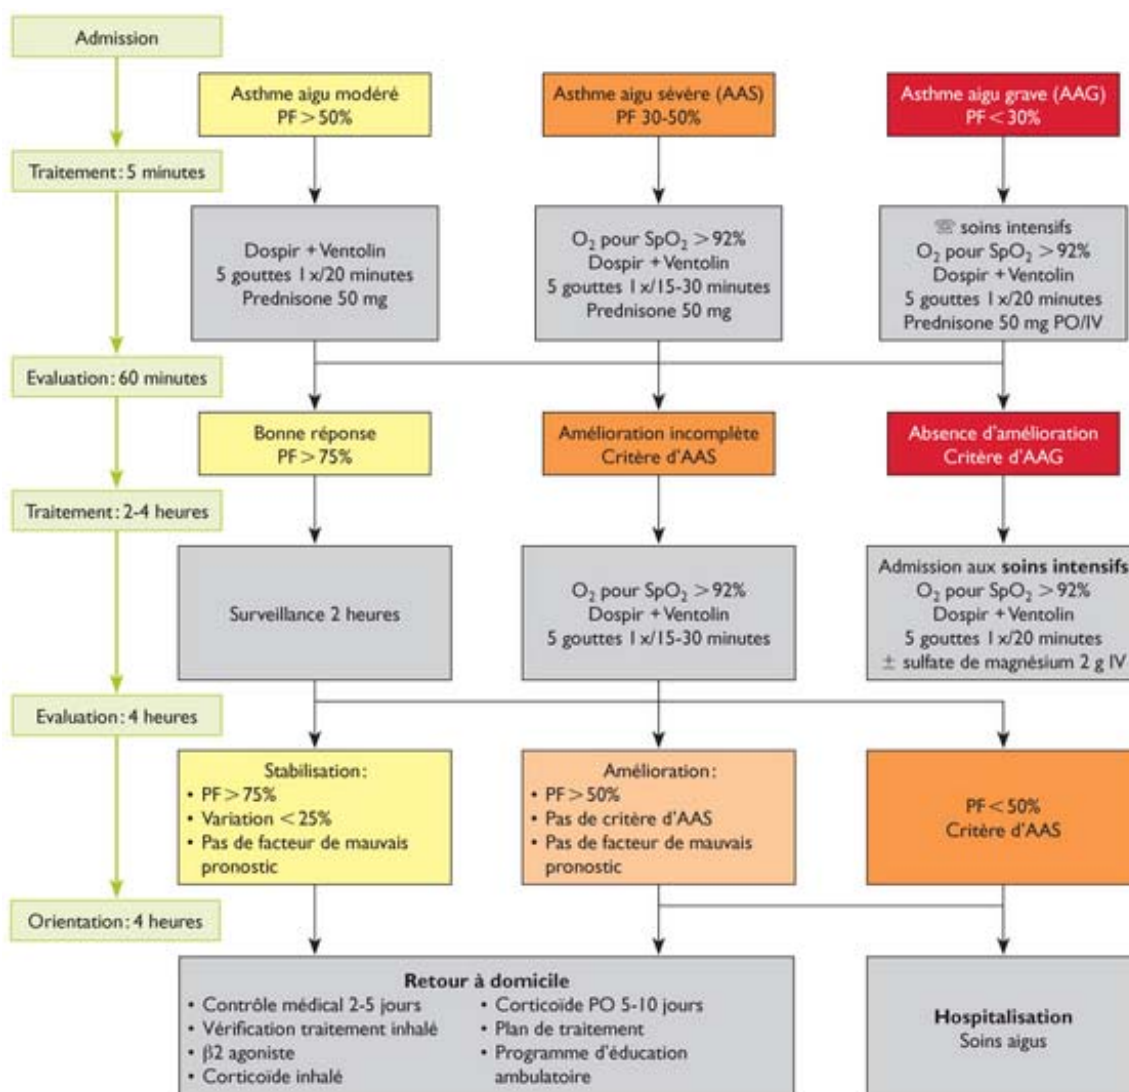 Admission
Asthme aigu modéré
PF > 50%
Asthme aigu sévère (AAS)
PF 30-50%
Asthme aigu grave (AAG)
PF < 30%
Traitement: 5 minutes
Dospir + Ventolin
5 gouttes 1x/20 minutes
Prednisone 50 mg
O₂ pour SpO₂ > 92%
Dospir + Ventolin
5 gouttes 1x/15-30 minutes
Prednisone 50 mg
☏ soins intensifs
O₂ pour SpO₂ > 92%
Dospir + Ventolin
5 gouttes 1x/20 minutes
Prednisone 50 mg PO/IV
Evaluation: 60 minutes
Bonne réponse
PF > 75%
Amélioration incomplète
Critère d'AAS
Absence d'amélioration
Critère d'AAG
Traitement: 2-4 heures
Surveillance 2 heures
O₂ pour SpO₂ > 92%
Dospir + Ventolin
5 gouttes 1x/15-30 minutes
Admission aux soins intensifs
O₂ pour SpO₂ > 92%
Dospir + Ventolin
5 gouttes 1x/20 minutes
± sulfate de magnésium 2 g IV
Evaluation: 4 heures
Stabilisation:
• PF > 75%
• Variation < 25%
• Pas de facteur de mauvais
pronostic
Amélioration:
• PF > 50%
• Pas de critère d'AAS
• Pas de facteur de mauvais
pronostic
PF < 50%
Critère d'AAS
Orientation: 4 heures
Retour à domicile
• Contrôle médical 2-5 jours
• Vérification traitement inhalé
• β2 agoniste
• Corticoïde inhalé
• Corticoïde PO 5-10 jours
• Plan de traitement
• Programme d'éducation
ambulatoire
Hospitalisation
Soins aigus